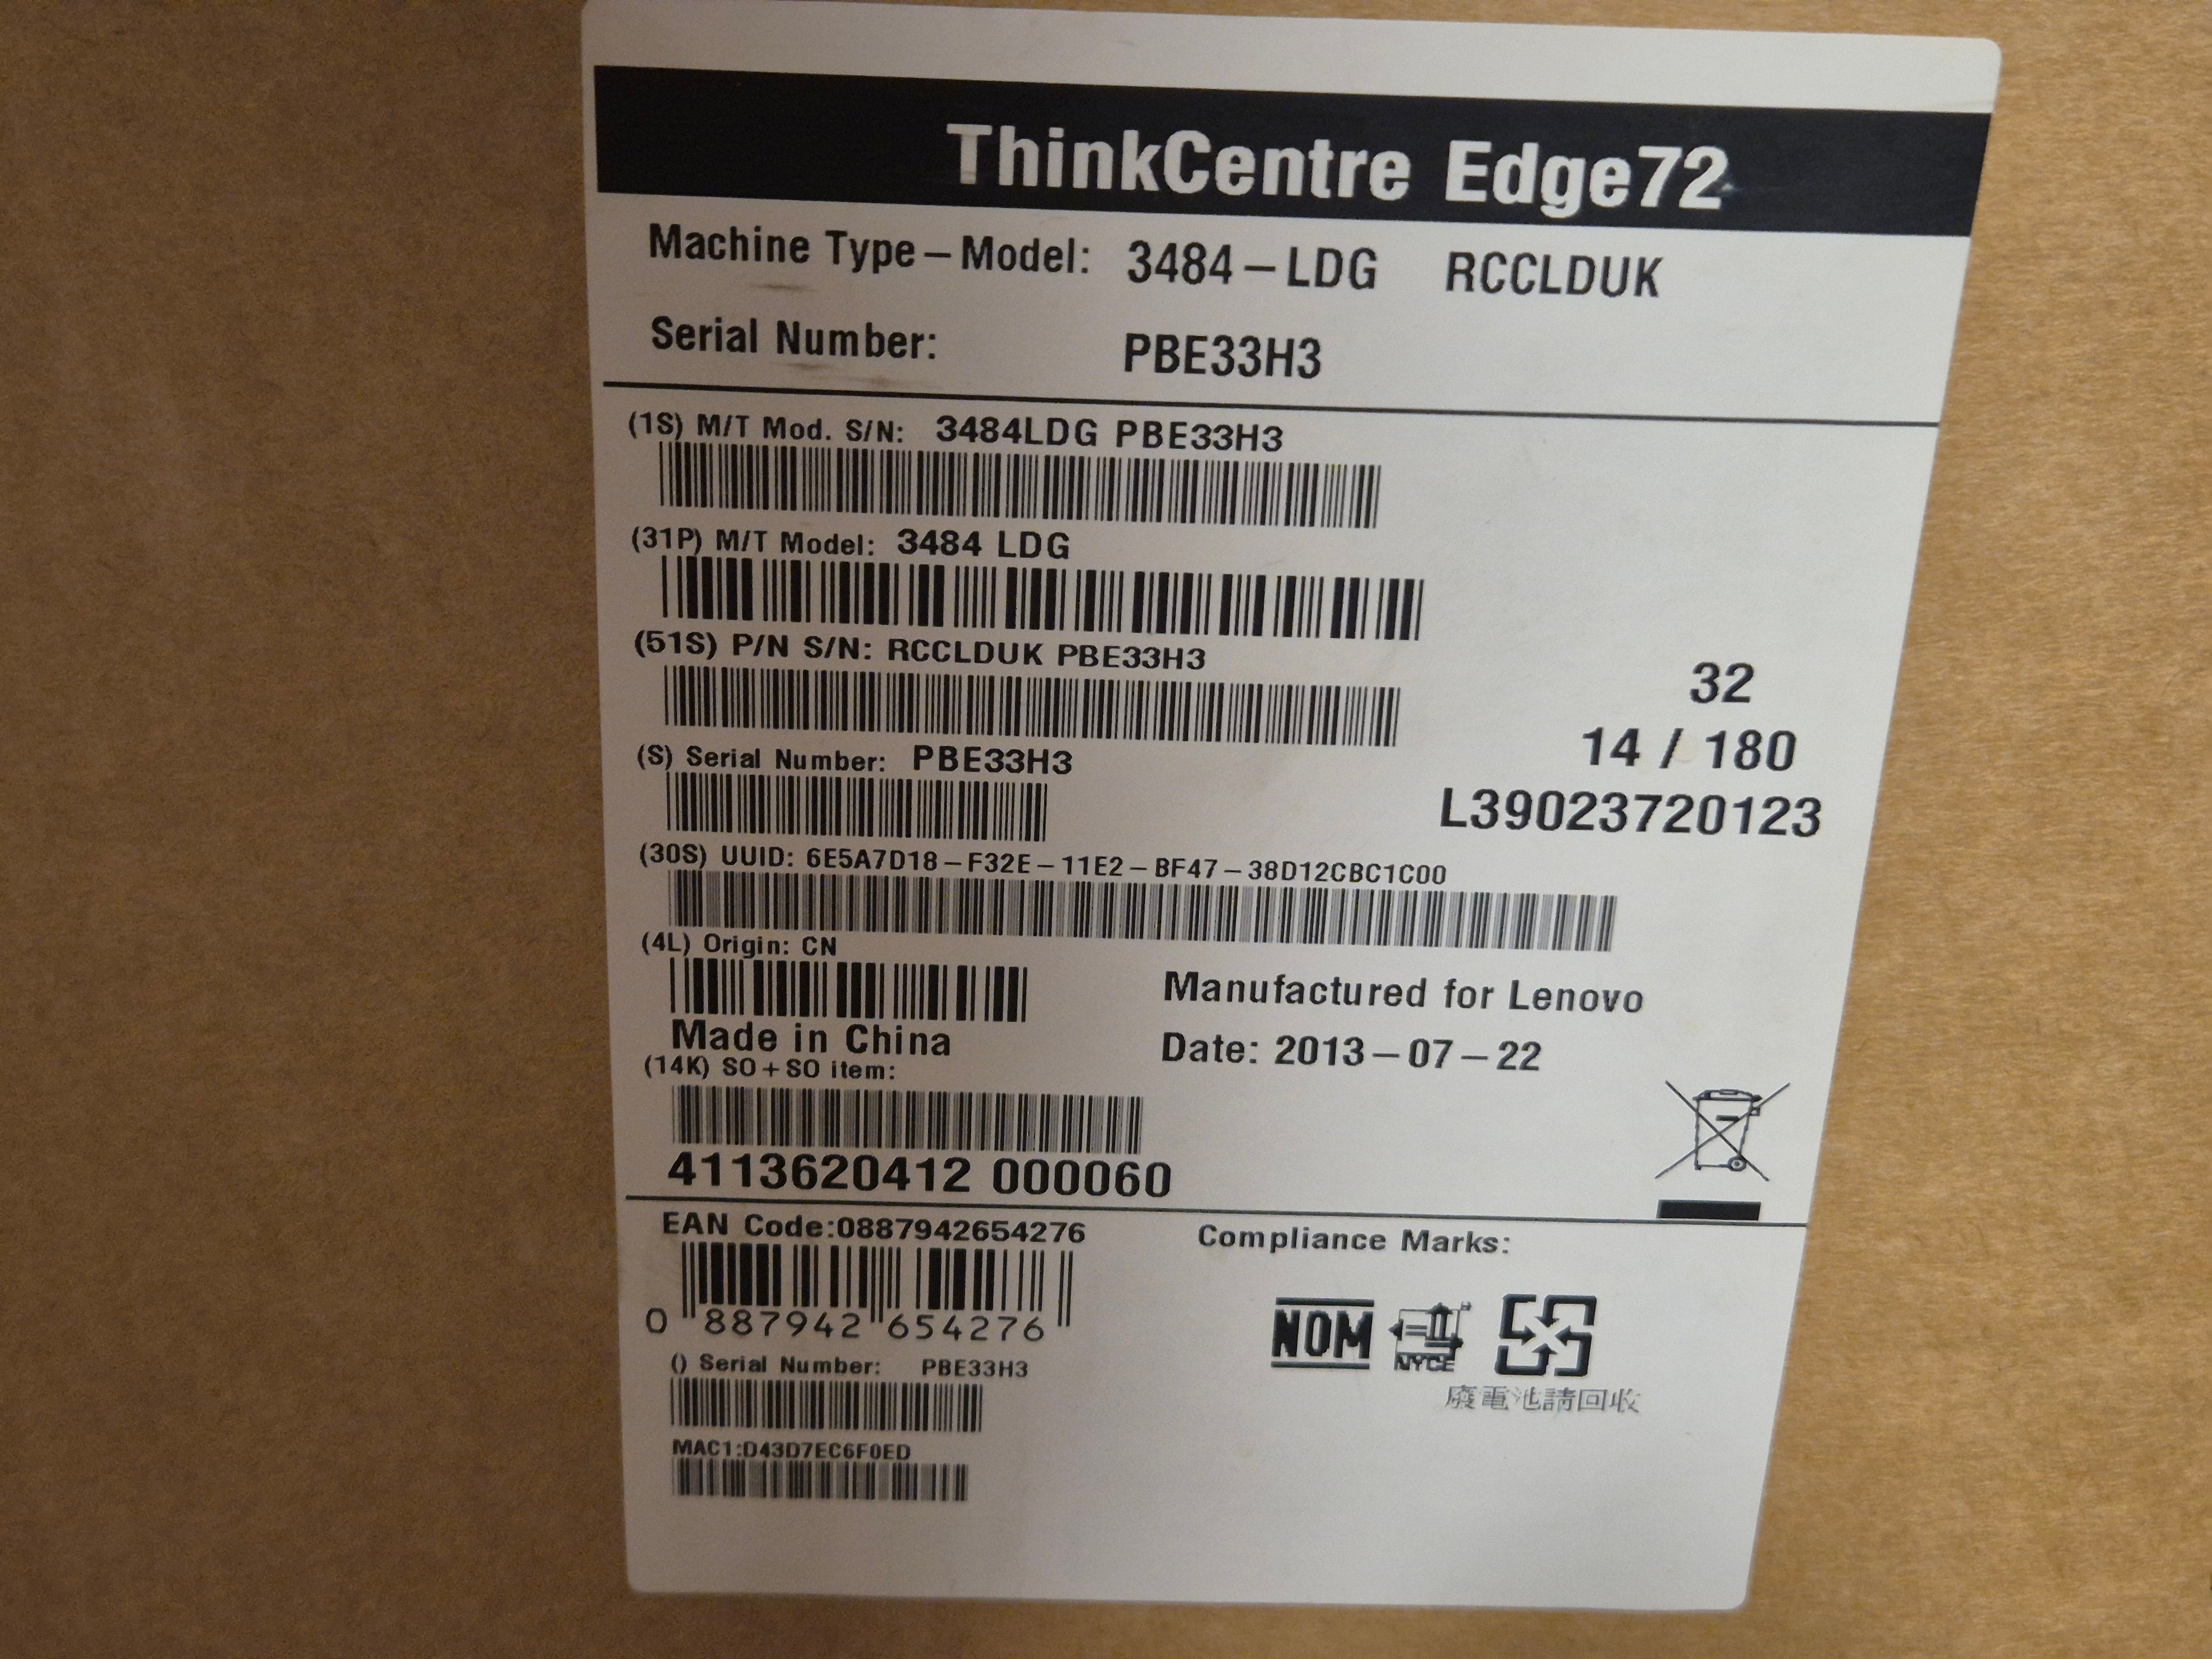 ThinkCentre Edge72
Machine Type – Model: 3484 – LDG RCCLDUK
Serial Number: PBE33H3
(1S) M/T Mod. S/N: 3484LDG PBE33H3
(31P) M/T Model: 3484 LDG
(51S) P/N S/N: RCCLDUK PBE33H3
32
14 / 180
(S) Serial Number: PBE33H3
L39023720123
(30S) UUID: 6E5A7D18 – F32E – 11E2 – BF47 – 38D12CBC1C00
(4L) Origin: CN
Manufactured for Lenovo
Made in China
Date: 2013 – 07 – 22
(14K) SO + SO item:
4113620412 000060
EAN Code:0887942654276
Compliance Marks:
0 887942 654276
NOM
NYCE
廢電池請回收
() Serial Number: PBE33H3
MAC1:D43D7EC6F0ED